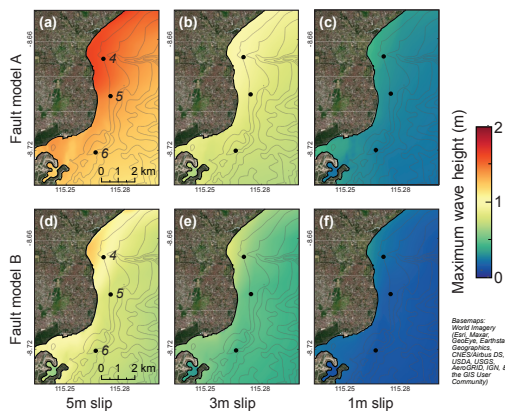 (a)
(b)
(c)
4
5
6
0 1 2 km
-8.66
-8.72
115.25
115.28
115.25
115.28
115.25
115.28
Fault model A
(d)
(e)
(f)
4
5
6
0 1 2 km
-8.66
-8.72
115.25
115.28
115.25
115.28
115.25
115.28
Fault model B
5m slip
3m slip
1m slip
2
1
0
Maximum wave height (m)
Basemaps:
World Imagery
(Esri, Maxar,
GeoEye, Earthsta
Geographics,
CNES/Airbus DS,
USDA, USGS,
AeroGRID, IGN,
the GIS User
Community)